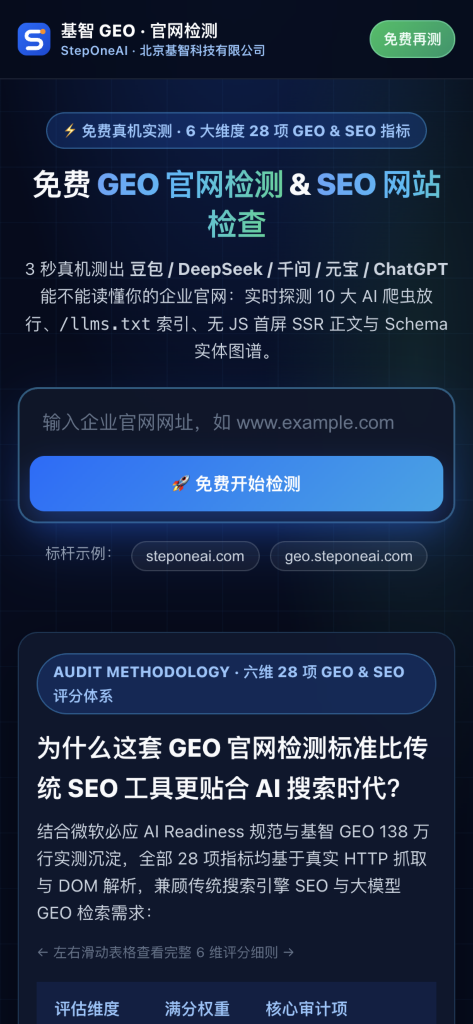 基智 GEO · 官网检测
StepOneAI · 北京基智科技有限公司
免费再测
⚡ 免费真机实测 · 6 大维度 28 项 GEO & SEO 指标
免费 GEO 官网检测 & SEO 网站
检查
3 秒真机测出 豆包 / DeepSeek / 千问 / 元宝 / ChatGPT
能不能读懂你的企业官网：实时探测 10 大 AI 爬虫放
行、/llms.txt 索引、无 JS 首屏 SSR 正文与 Schema
实体图谱。
输入企业官网网址，如 www.example.com
🚀 免费开始检测
标杆示例：
steponeai.com
geo.steponeai.com
AUDIT METHODOLOGY · 六维 28 项 GEO & SEO
评分体系
为什么这套 GEO 官网检测标准比传
统 SEO 工具更贴合 AI 搜索时代？
结合微软必应 AI Readiness 规范与基智 GEO 138 万
行实测沉淀，全部 28 项指标均基于真实 HTTP 抓取
与 DOM 解析，兼顾传统搜索引擎 SEO 与大模型
GEO 检索需求：
← 左右滑动表格查看完整 6 维评分细则 →
评估维度 满分权重 核心审计项